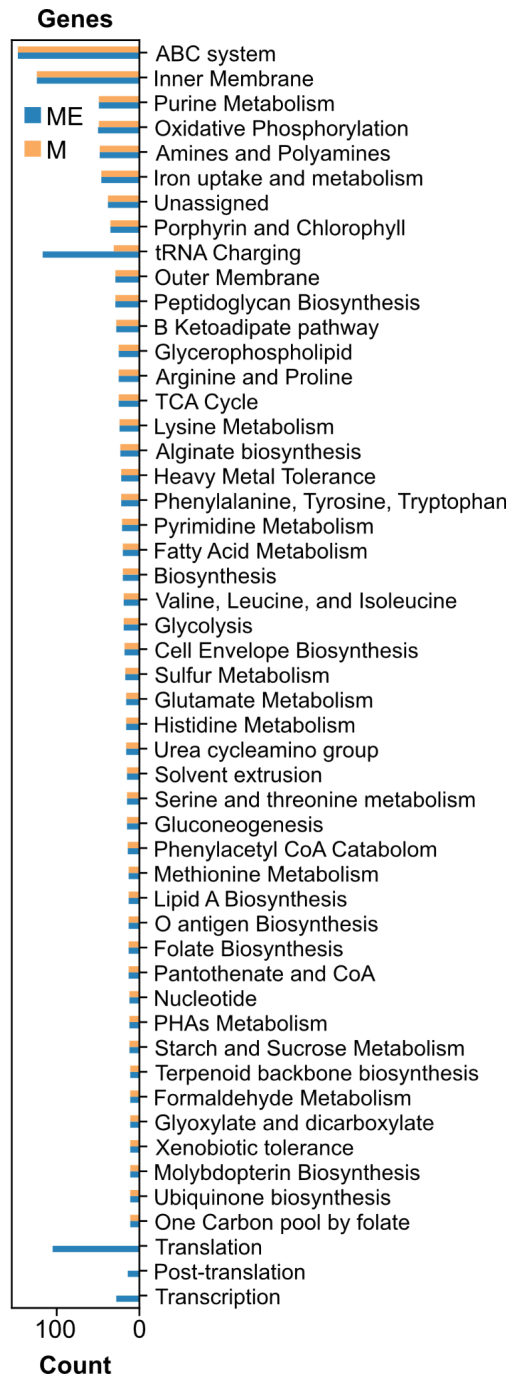 Genes
ABC system
Inner Membrane
Purine Metabolism
ME
Oxidative Phosphorylation
M
Amines and Polyamines
Iron uptake and metabolism
Unassigned
Porphyrin and Chlorophyll
tRNA Charging
Outer Membrane
Peptidoglycan Biosynthesis
B Ketoadipate pathway
Glycerophospholipid
Arginine and Proline
TCA Cycle
Lysine Metabolism
Alginate biosynthesis
Heavy Metal Tolerance
Phenylalanine, Tyrosine, Tryptophan
Pyrimidine Metabolism
Fatty Acid Metabolism
Biosynthesis
Valine, Leucine, and Isoleucine
Glycolysis
Cell Envelope Biosynthesis
Sulfur Metabolism
Glutamate Metabolism
Histidine Metabolism
Urea cycleamino group
Solvent extrusion
Serine and threonine metabolism
Gluconeogenesis
Phenylacetyl CoA Catabolom
Methionine Metabolism
Lipid A Biosynthesis
O antigen Biosynthesis
Folate Biosynthesis
Pantothenate and CoA
Nucleotide
PHAs Metabolism
Starch and Sucrose Metabolism
Terpenoid backbone biosynthesis
Formaldehyde Metabolism
Glyoxylate and dicarboxylate
Xenobiotic tolerance
Molybdopterin Biosynthesis
Ubiquinone biosynthesis
One Carbon pool by folate
Translation
Post-translation
Transcription
100 0
Count